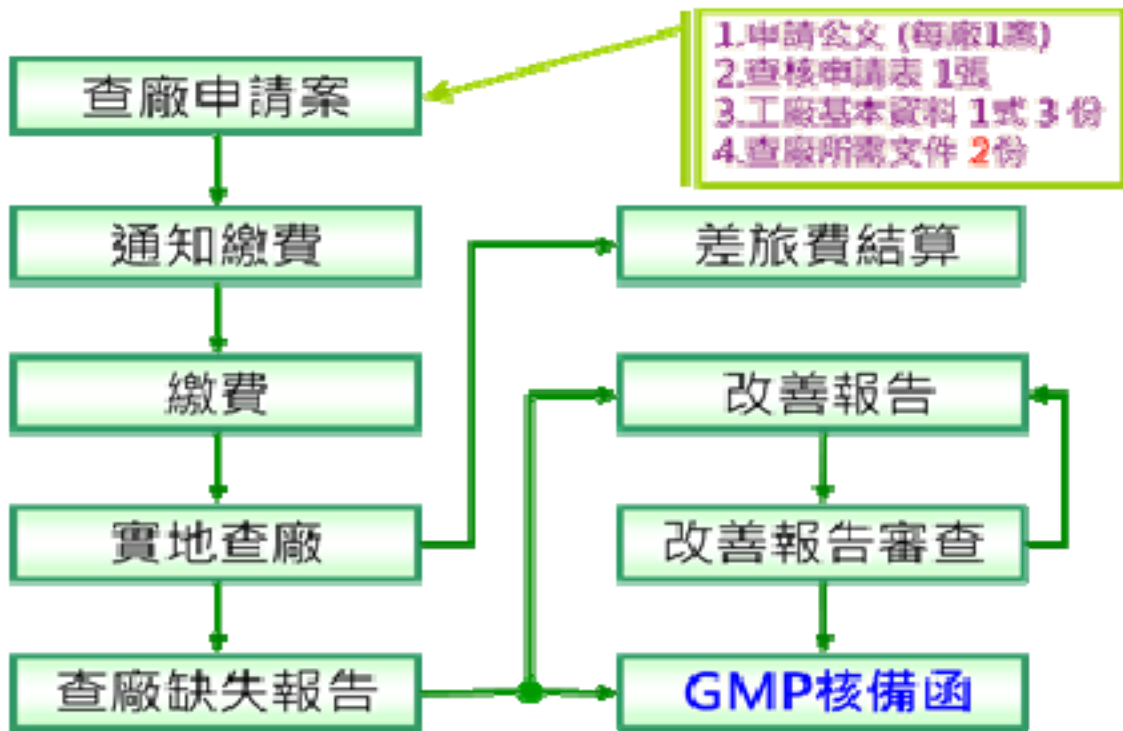 查廠申請案
1.申請公文 (每廠1案)
2.查核申請表 1張
3.工廠基本資料 1式 3 份
4.查廠所需文件 2份
通知繳費
差旅費結算
繳費
改善報告
實地查廠
改善報告審查
查廠缺失報告
GMP核備函